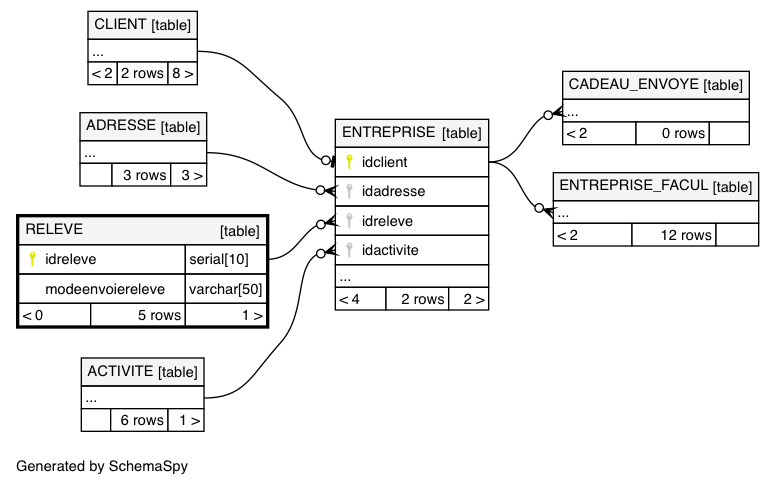 CLIENT [table]
...
< 2 2 rows 8 >
ADRESSE [table]
...
3 rows 3 >
RELEVE [table]
idreleve serial[10]
modeenvoiereleve varchar[50]
< 0 5 rows 1 >
ACTIVITE [table]
...
6 rows 1 >
ENTREPRISE [table]
idclient
idadresse
idreleve
idactivite
...
< 4 2 rows 2 >
CADEAU_ENVOYE [table]
...
< 2 0 rows
ENTREPRISE_FACUL [table]
...
< 2 12 rows
Generated by SchemaSpy